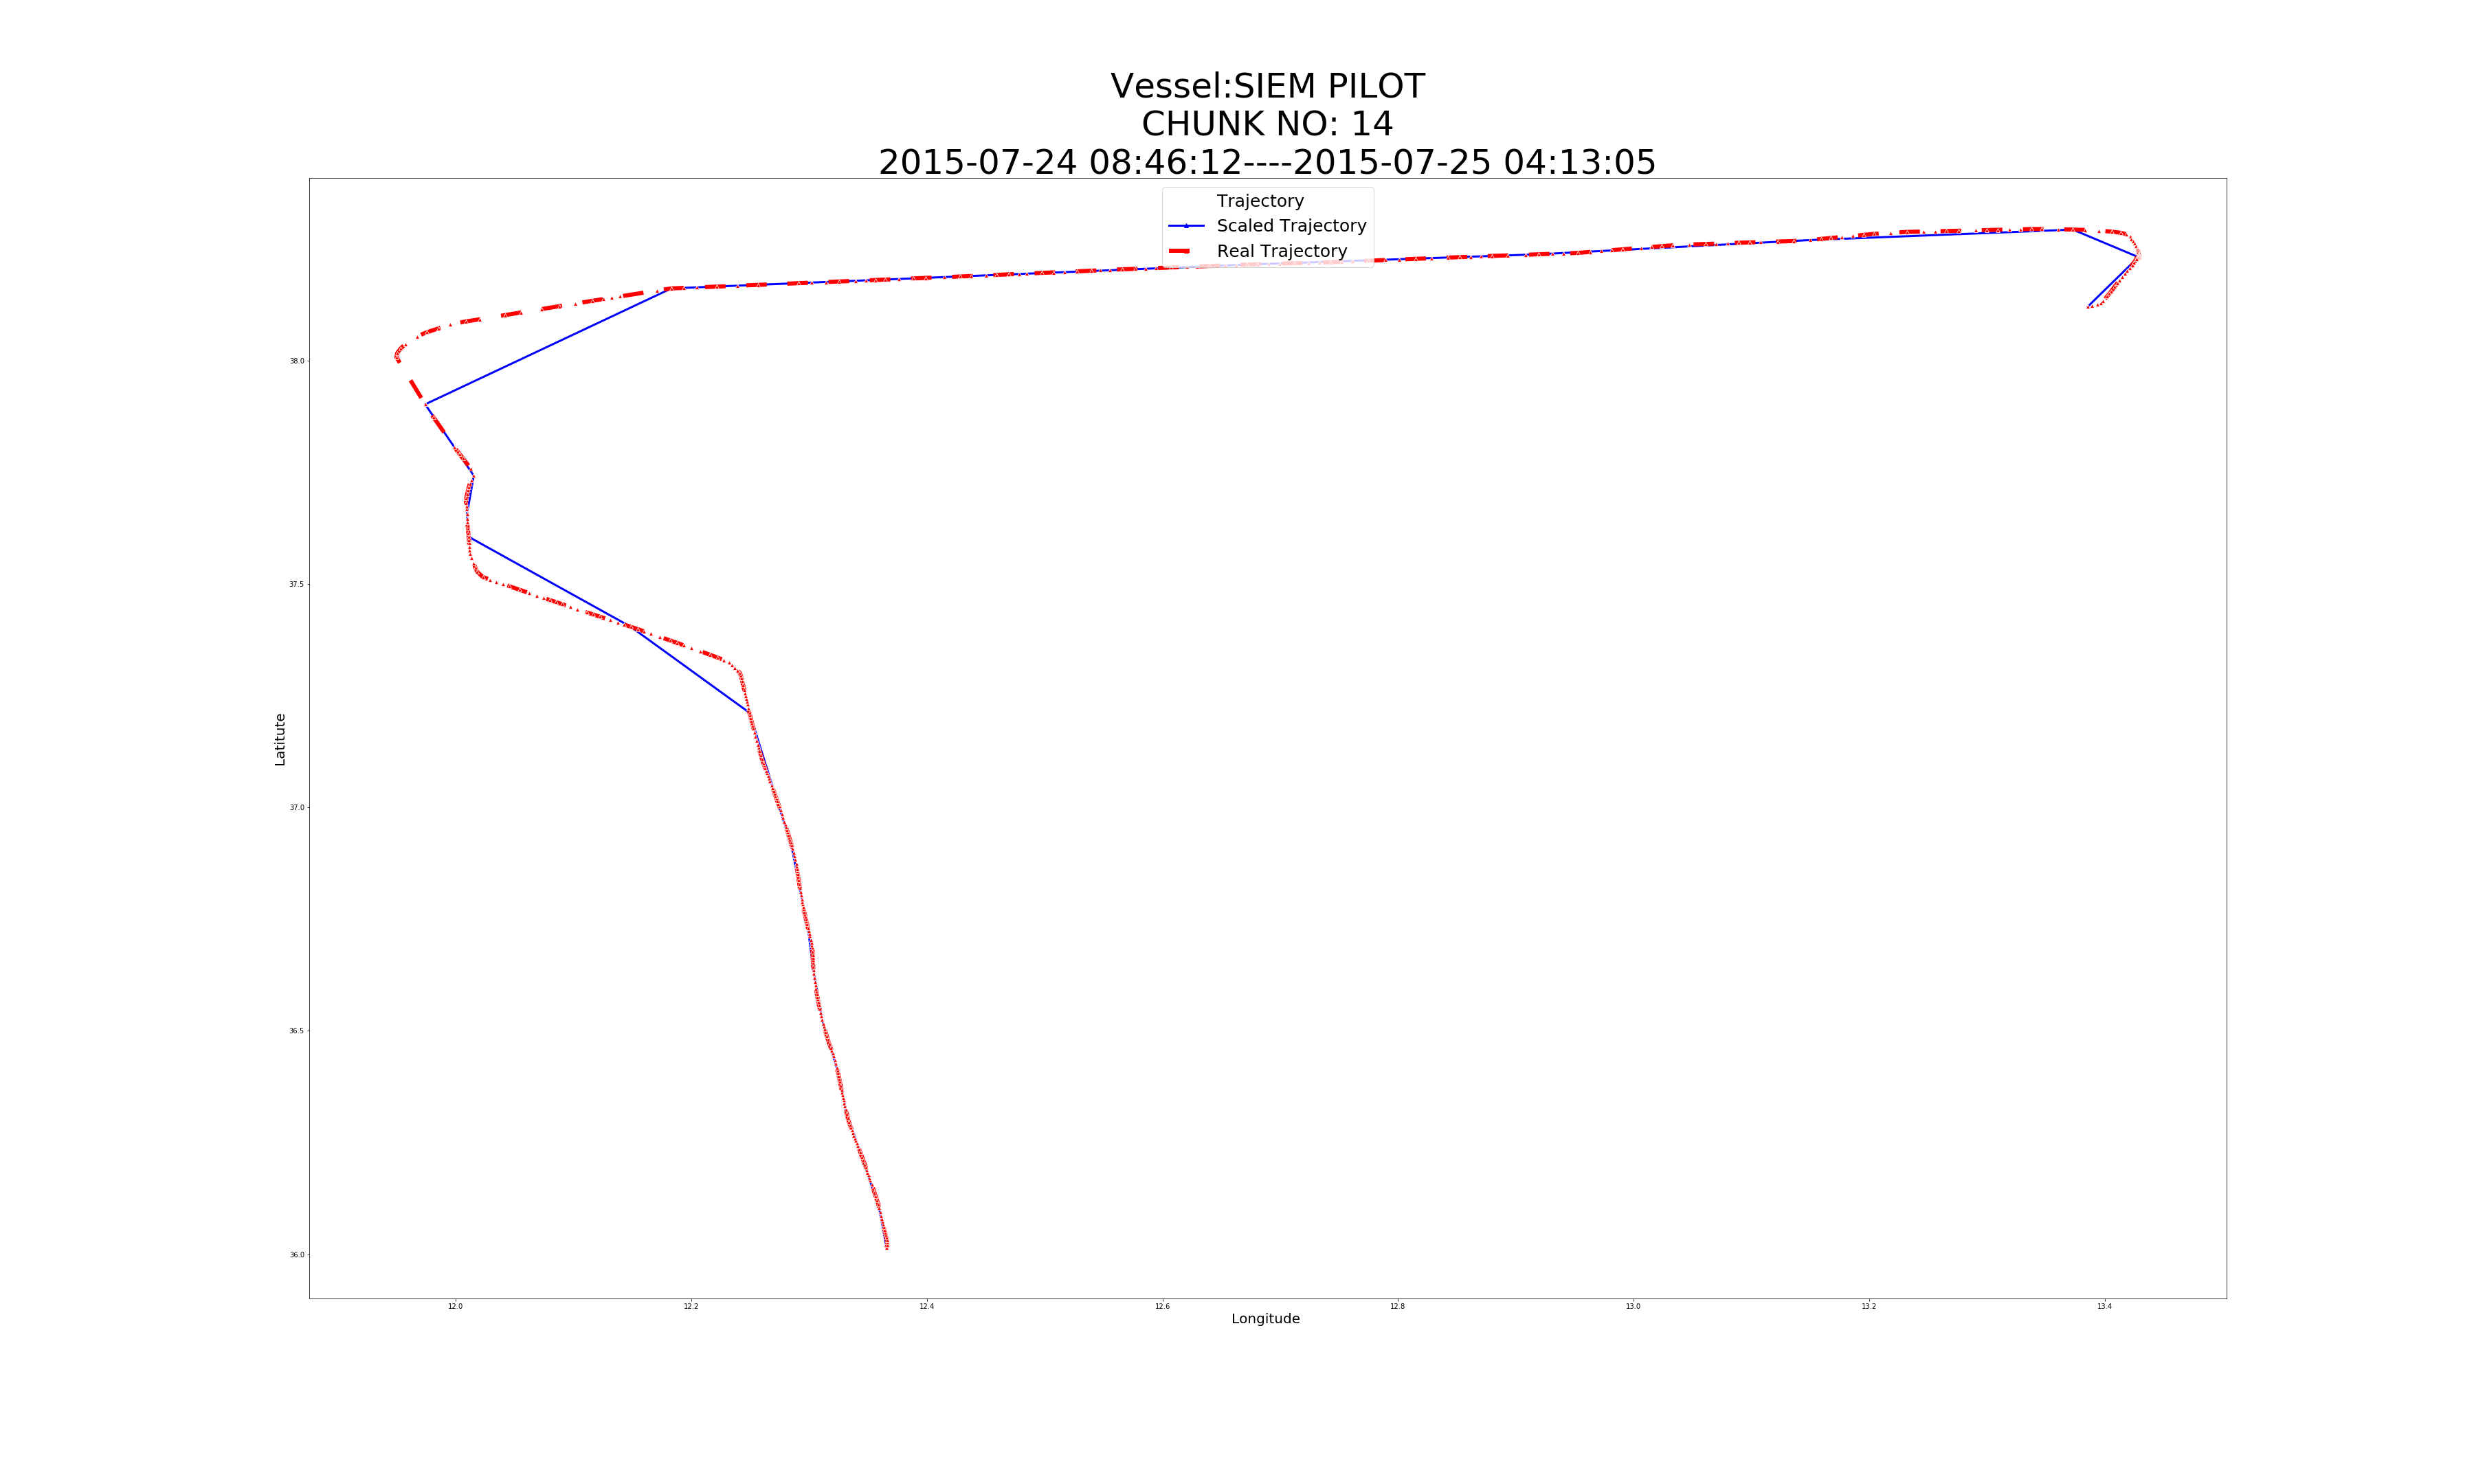 Vessel:SIEM PILOT
CHUNK NO: 14
2015-07-24 08:46:12----2015-07-25 04:13:05
Trajectory
Scaled Trajectory
Real Trajectory
38.0
37.5
37.0
36.5
36.0
Latitute
12.0 12.2 12.4 12.6 12.8 13.0 13.2 13.4
Longitude